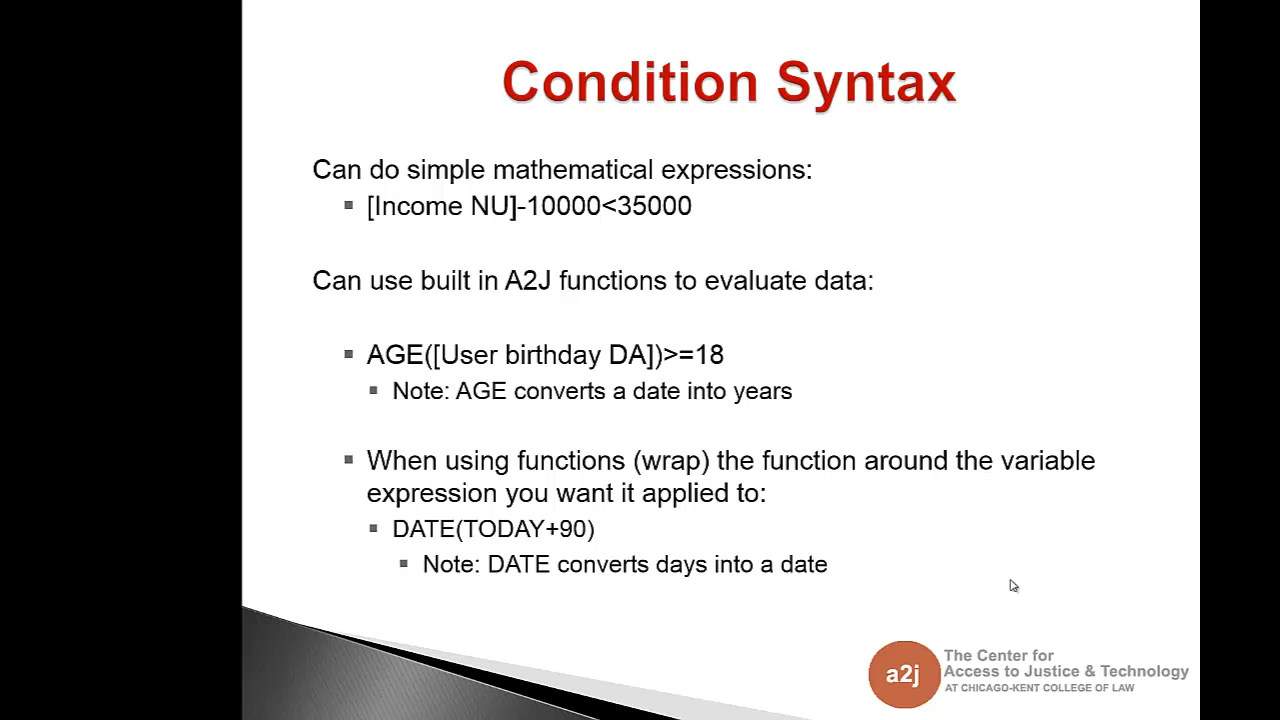 Condition Syntax
Can do simple mathematical expressions:
[Income NU]-10000<35000
Can use built in A2J functions to evaluate data:
AGE([User birthday DA])>=18
Note: AGE converts a date into years
When using functions (wrap) the function around the variable
expression you want it applied to:
DATE(TODAY+90)
Note: DATE converts days into a date
a2j
The Center for
Access to Justice & Technology
AT CHICAGO-KENT COLLEGE OF LAW